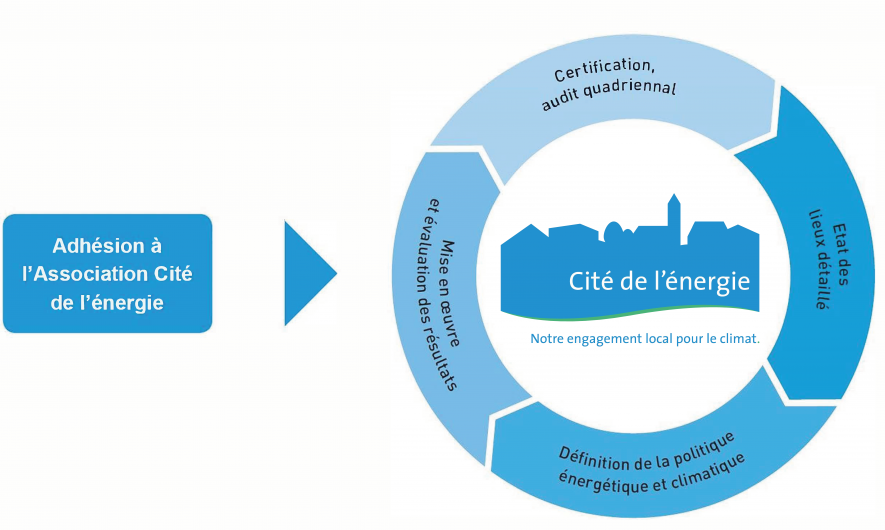 Adhésion à
l'Association Cité
de l'énergie
Certification,
audit quadriennal
Etat des
lieux détaillé
Définition de la politique
énergétique et climatique
Mise en œuvre
et évaluation des résultats
Cité de l'énergie
Notre engagement local pour le climat.